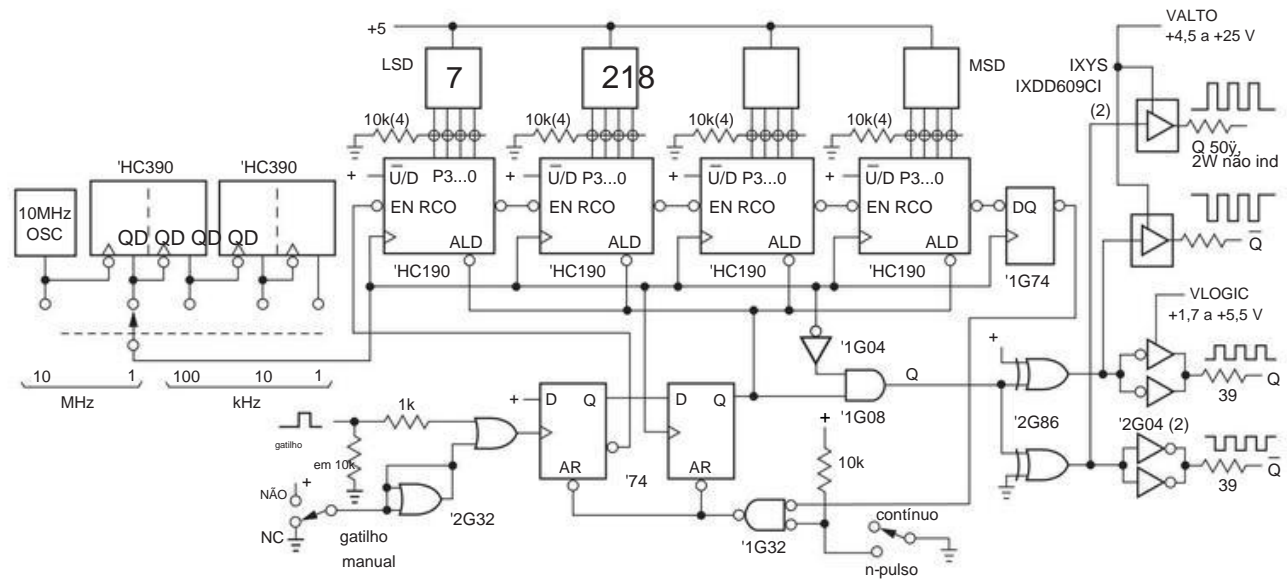 +5
LSD
7
218
MSD
VALTO
+4,5 a +25 V
IXYS
IXDD609CI
(2)
Q 50ÿ,
2W não ind
Q
10k(4)
10k(4)
10k(4)
10k(4)
'HC390
'HC390
10MHz
OSC
QD QD QD QD
+
U/D P3...0
EN RCO
ALD
'HC190
+
U/D P3...0
EN RCO
ALD
'HC190
+
U/D P3...0
EN RCO
ALD
'HC190
+
U/D P3...0
EN RCO
ALD
'HC190
DQ
'1G74
VLOGIC
+1,7 a +5,5 V
10
1
100
10
1
MHz
kHz
gatilho
em 10k
1k
+
NÃO
NC
gatilho
manual
'2G32
+
D
Q
AR
'74
D
Q
AR
'1G04
'1G08
Q
+
10k
'1G32
contínuo
n-pulso
+
'2G86
'2G04 (2)
39
Q
39
Q